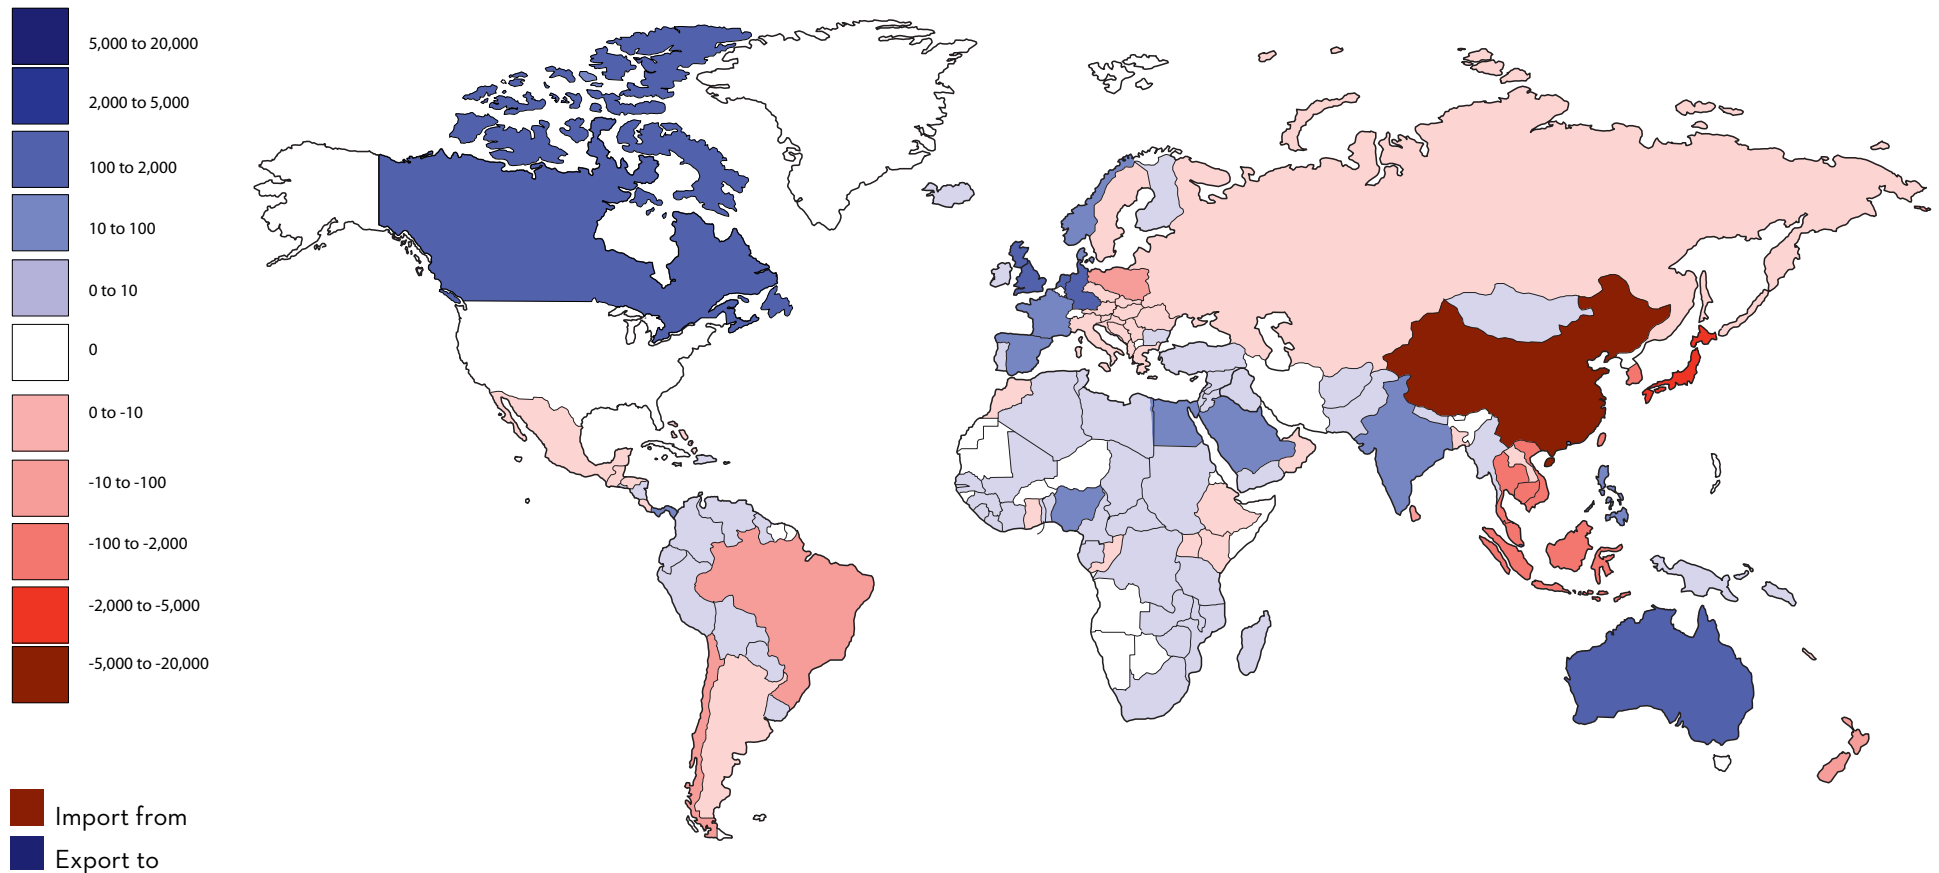 5,000 to 20,000
2,000 to 5,000
100 to 2,000
10 to 100
0 to 10
0
0 to -10
-10 to -100
-100 to -2,000
-2,000 to -5,000
-5,000 to -20,000
Import from
Export to